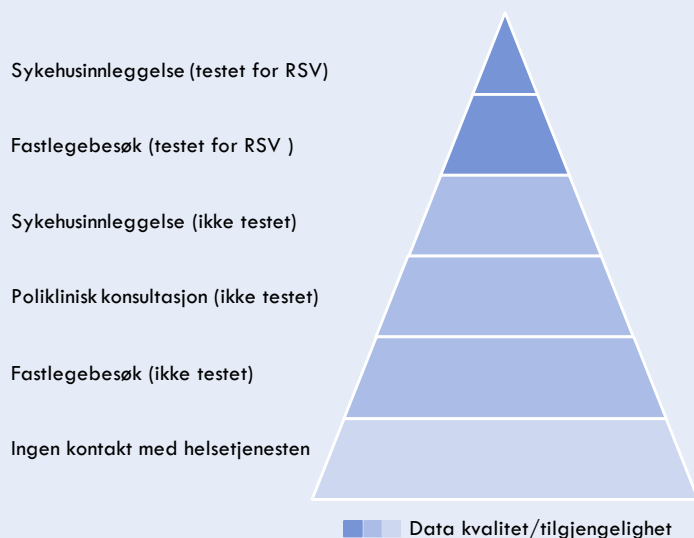 Sykehusinnleggelse (testet for RSV)
Fastlegebesøk (testet for RSV )
Sykehusinnleggelse (ikke testet)
Poliklinisk konsultasjon (ikke testet)
Fastlegebesøk (ikke testet)
Ingen kontakt med helsetjenesten
Data kvalitet/tilgjengelighet